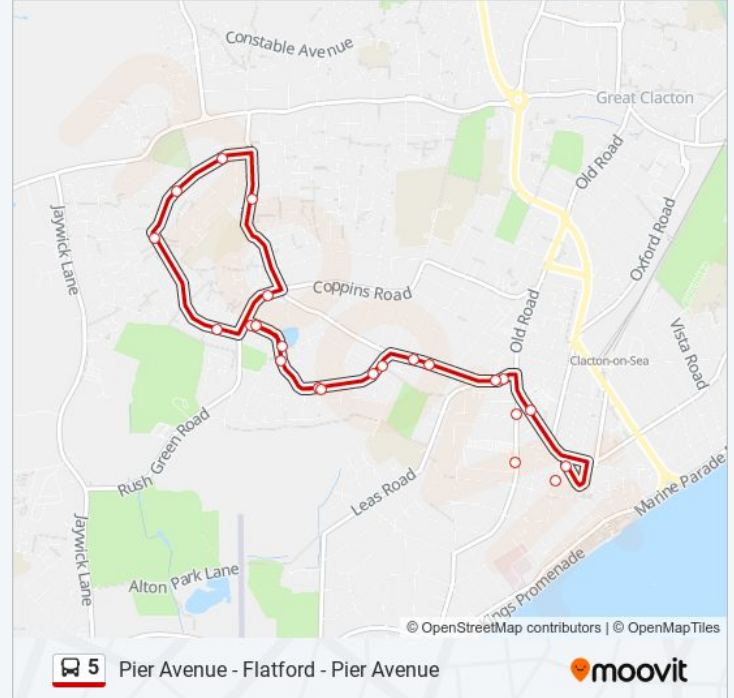 Constable Avenue
Great Clacton
Old Road
Jaywick Lane
Oxford Road
Coppins Road
Old Road
Clacton-on-Sea
Vista Road
Rush Green Road
Leas Road
Marine Parade
Jaywick Lane
Alton Park Lane
Kings Promenade
© OpenStreetMap contributors | © OpenMapTiles
5 Pier Avenue - Flatford - Pier Avenue
moovit